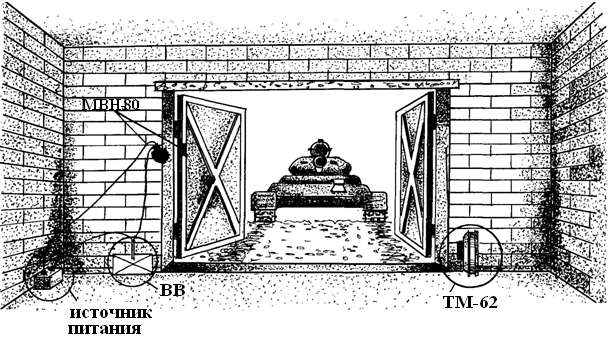 МВН-80
ВВ
ТМ-62
источник
питания